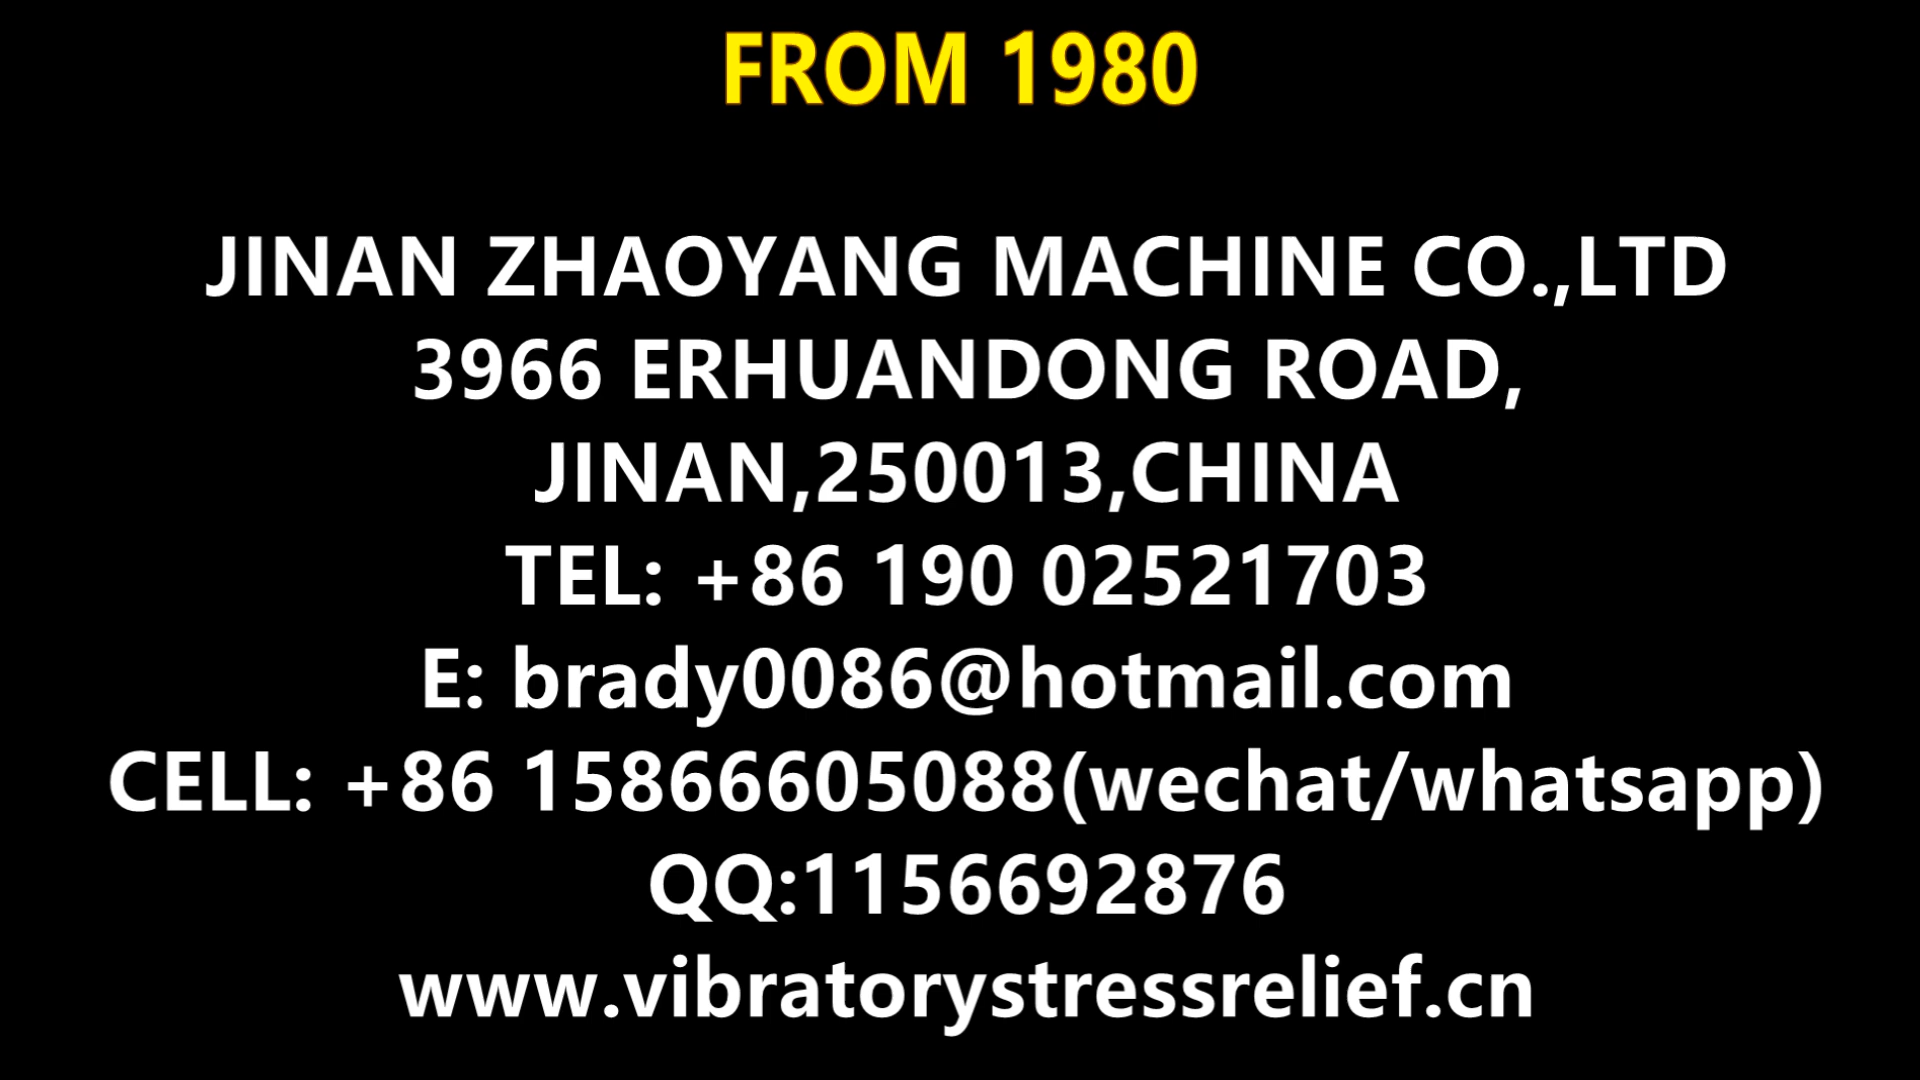 FROM 1980
JINAN ZHAOYANG MACHINE CO.,LTD
3966 ERHUANDONG ROAD,
JINAN,250013,CHINA
TEL: +86 190 02521703
E: brady0086@hotmail.com
CELL: +86 15866605088(wechat/whatsapp)
QQ:1156692876
www.vibratorystressrelief.cn